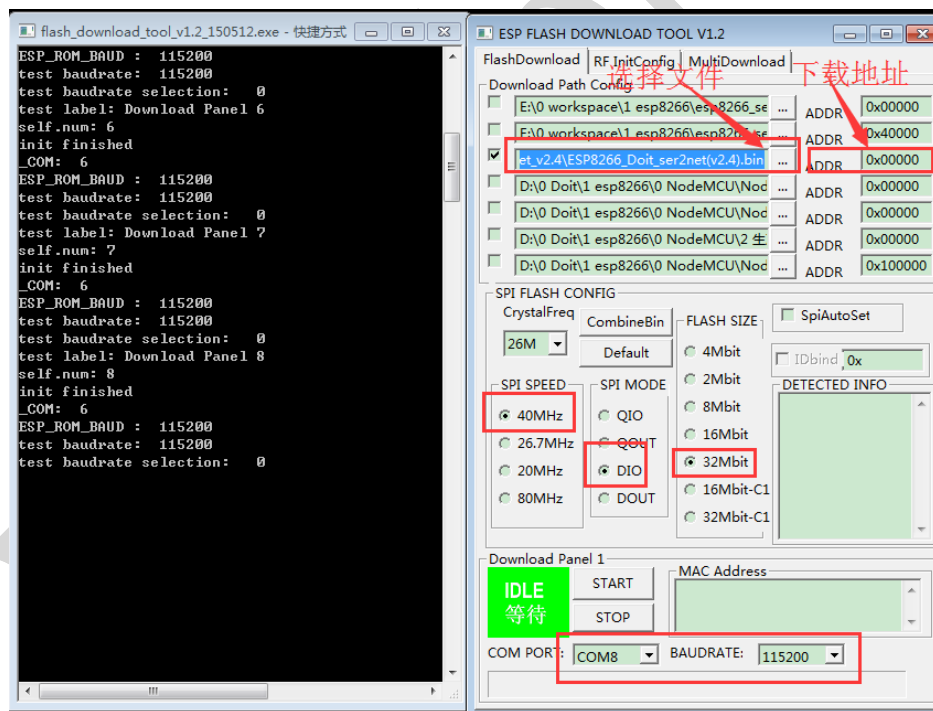 flash_download_tool_v1.2_150512.exe - 快捷方式
ESP_ROM_BAUD : 115200
test baudrate: 115200
test baudrate selection: 0
test label: Download Panel 6
self.num: 6
init finished
_COM: 6
ESP_ROM_BAUD : 115200
test baudrate: 115200
test baudrate selection: 0
test label: Download Panel 7
self.num: 7
init finished
_COM: 6
ESP_ROM_BAUD : 115200
test baudrate: 115200
test baudrate selection: 0
test label: Download Panel 8
self.num: 8
init finished
_COM: 6
ESP_ROM_BAUD : 115200
test baudrate: 115200
test baudrate selection: 0
ESP FLASH DOWNLOAD TOOL V1.2
FlashDownload RF InitConfig MultiDownload
选择文件 下载地址
Download Path Config
E:\0 workspace\1 esp8266\esp8266_se ... ADDR 0x00000
E:\0 workspace\1 esp8266\esp8266_se ... ADDR 0x40000
et_v2.4\ESP8266_Doit_ser2net(v2.4).bin ... ADDR 0x00000
D:\0 Doit\1 esp8266\0 NodeMCU\Nod ... ADDR 0x00000
D:\0 Doit\1 esp8266\0 NodeMCU\Nod ... ADDR 0x00000
D:\0 Doit\1 esp8266\0 NodeMCU\2 生 ... ADDR 0x00000
D:\0 Doit\1 esp8266\0 NodeMCU\Nod ... ADDR 0x100000
SPI FLASH CONFIG
CrystalFreq CombineBin FLASH SIZE SpiAutoSet
26M Default 4Mbit IDbind 0x
SPI SPEED SPI MODE 2Mbit DETECTED INFO
40MHz QIO 8Mbit
26.7MHz QOUT 16Mbit
20MHz DIO 32Mbit
80MHz DOUT 16Mbit-C1
32Mbit-C1
Download Panel 1
MAC Address
IDLE START
等待 STOP
COM PORT: COM8 BAUDRATE: 115200